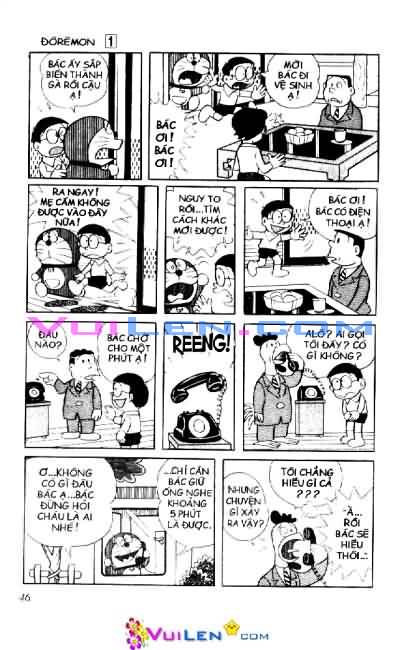 ĐÔRÊMON 1
BÁC ẤY SẮP
BIẾN THÀNH
GÀ RỒI CẬU
Ạ!
MỜI
BÁC ĐI
VỆ SINH
Ạ!
BÁC
ƠI!
BÁC
ƠI!
RA NGAY!
MẸ CẤM KHÔNG
ĐƯỢC VÀO ĐÂY
NỮA!
NGUY TO
RỒI...TÌM
CÁCH KHÁC
MỚI ĐƯỢC!
BÁC ƠI!
BÁC CÓ ĐIỆN
THOẠI Ạ!
VUILEN.COM
ĐÂU
NÀO?
BÁC CHỜ
CHO MỘT
PHÚT Ạ!
REENG!
ALÔ? AI GỌI
TÔI ĐẤY? CÓ
GÌ KHÔNG?
Ơ...KHÔNG
CÓ GÌ ĐÂU
BÁC Ạ...BÁC
ĐỪNG HỎI
CHÁU LÀ AI
NHÉ!
...CHỈ CẦN
BÁC GIỮ
ỐNG NGHE
KHOẢNG
5 PHÚT
LÀ ĐƯỢC.
TÔI CHẲNG
HIỂU GÌ CẢ
???
NHƯNG
CHUYỆN
GÌ XẢY
RA VẬY?
-À...
RỒI
BÁC SẼ
HIỂU
THÔI...
46
VUILEN.COM